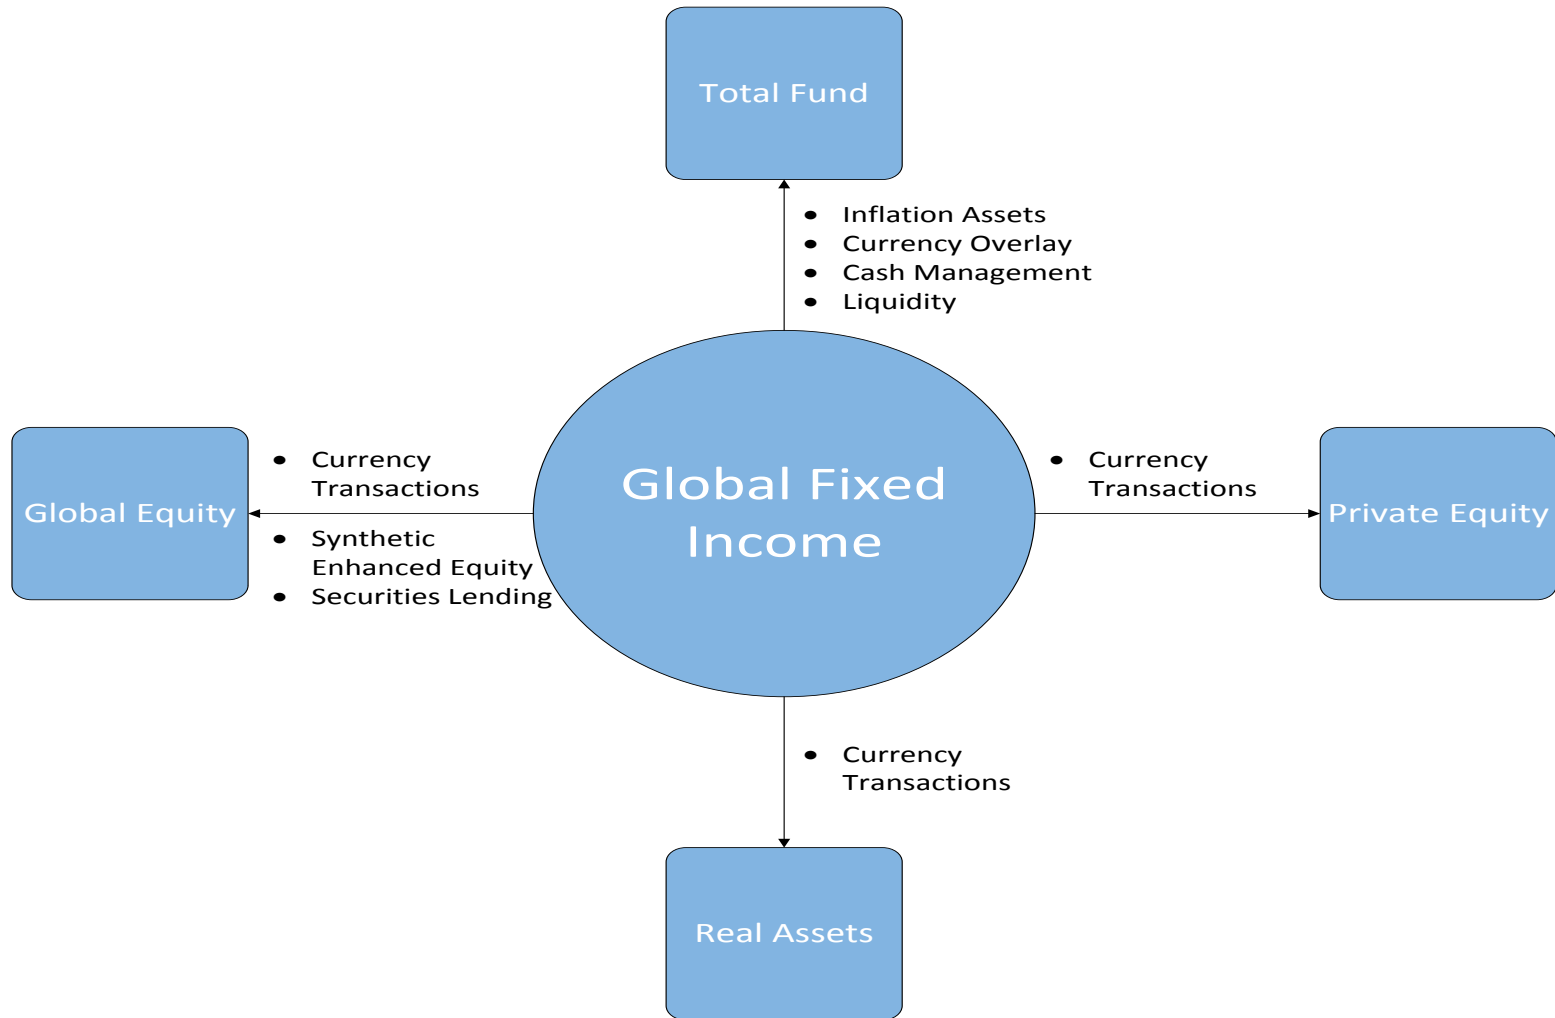 Total Fund
• Inflation Assets
• Currency Overlay
• Cash Management
• Liquidity
Global Equity
• Currency
Transactions
• Synthetic
Enhanced Equity
• Securities Lending
Global Fixed
Income
• Currency
Transactions
Private Equity
• Currency
Transactions
Real Assets